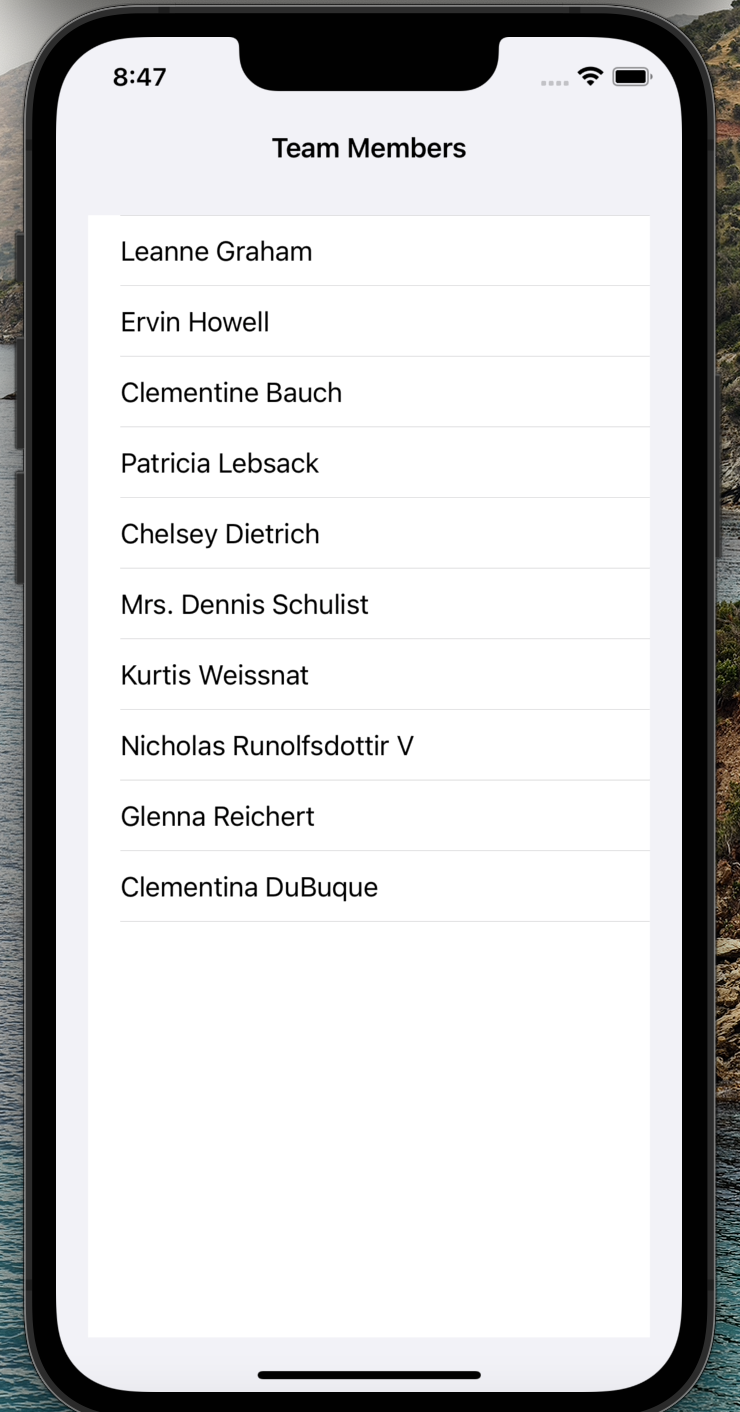 8:47
Team Members
Leanne Graham
Ervin Howell
Clementine Bauch
Patricia Lebsack
Chelsey Dietrich
Mrs. Dennis Schulist
Kurtis Weissnat
Nicholas Runolfsdottir V
Glenna Reichert
Clementina DuBuque